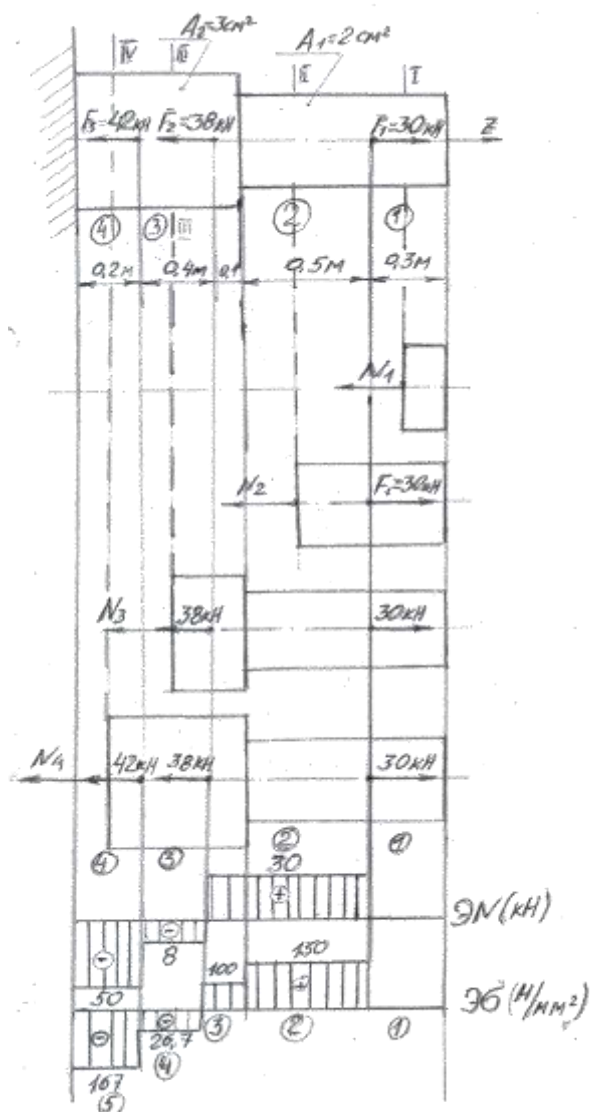 A₂=3см² A₁=2см²
IV III II I
F₃=42кН F₂=38кН F₁=30кН Z
④ ③ III ② ①
0,2м 0,4м 0,1 0,5м 0,3м
N₁
N₂ F₁=30кН
N₃ 38кН 30кН
N₄ 42кН 38кН 30кН
④ ③ ② ①
30
+
ЭN (кН)
- -
8
50
100 150
+
Эб (Н/мм²)
- -
26,7
③ ② ①
④
167
⑤